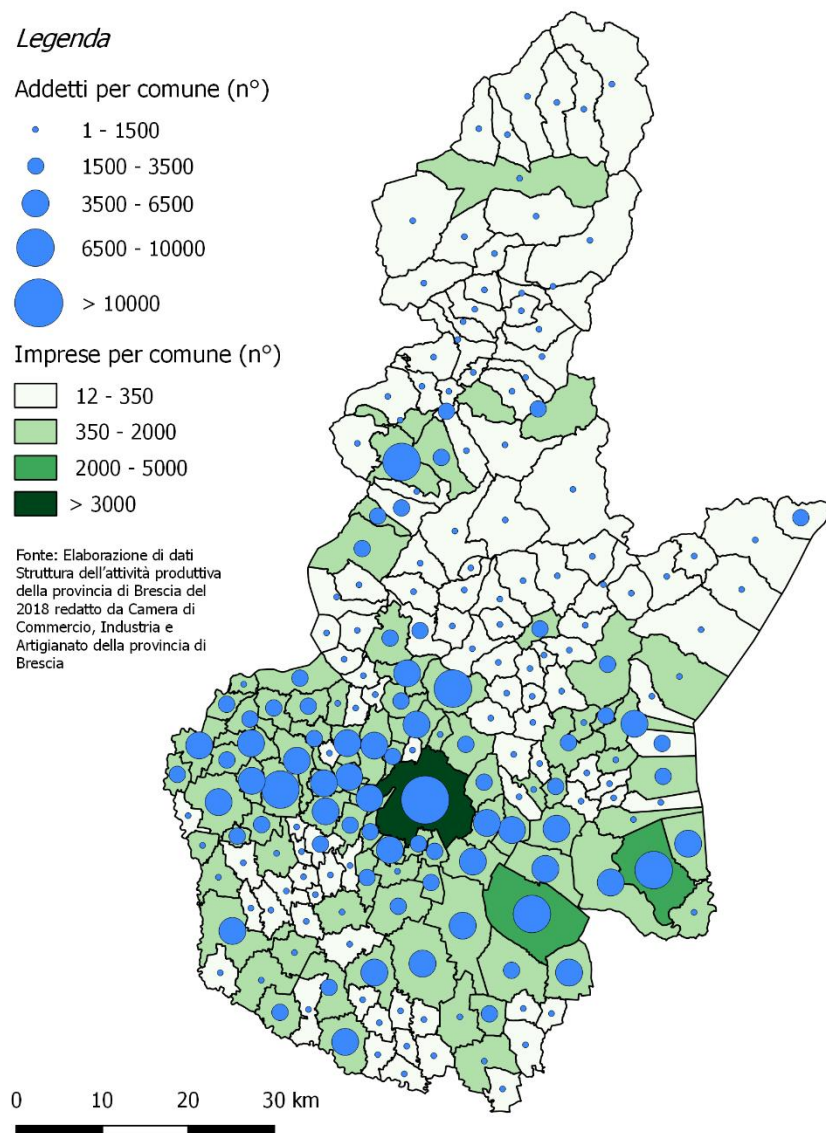 Legenda
Addetti per comune (n°)
1 - 1500
1500 - 3500
3500 - 6500
6500 - 10000
> 10000
Imprese per comune (n°)
12 - 350
350 - 2000
2000 - 5000
> 3000
Fonte: Elaborazione di dati
Struttura dell'attività produttiva
della provincia di Brescia del
2018 redatto da Camera di
Commercio, Industria e
Artigianato della provincia di
Brescia
0 10 20 30 km